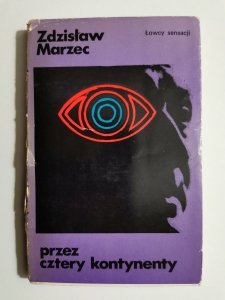 Zdzisław
Marzec
Łowcy sensacji
przez
cztery kontynenty